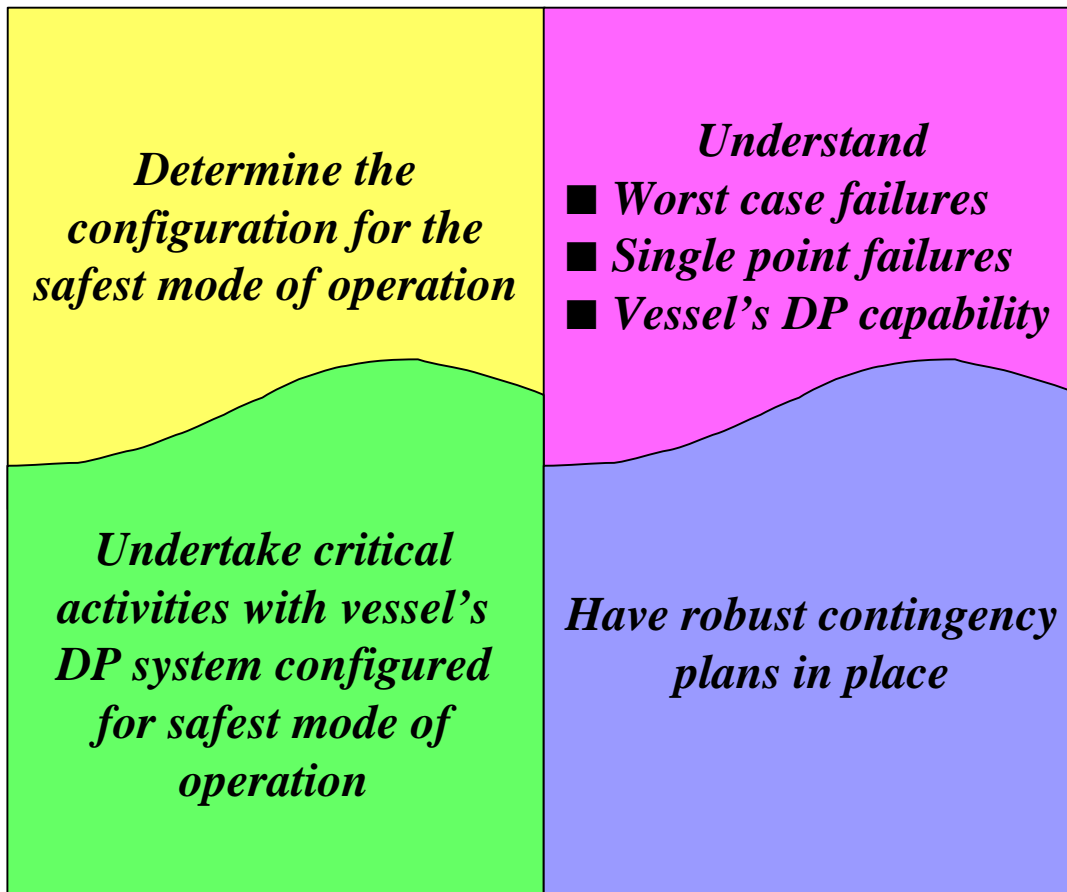 Determine the
configuration for the
safest mode of operation
Understand
■ Worst case failures
■ Single point failures
■ Vessel's DP capability
Undertake critical
activities with vessel's
DP system configured
for safest mode of
operation
Have robust contingency
plans in place